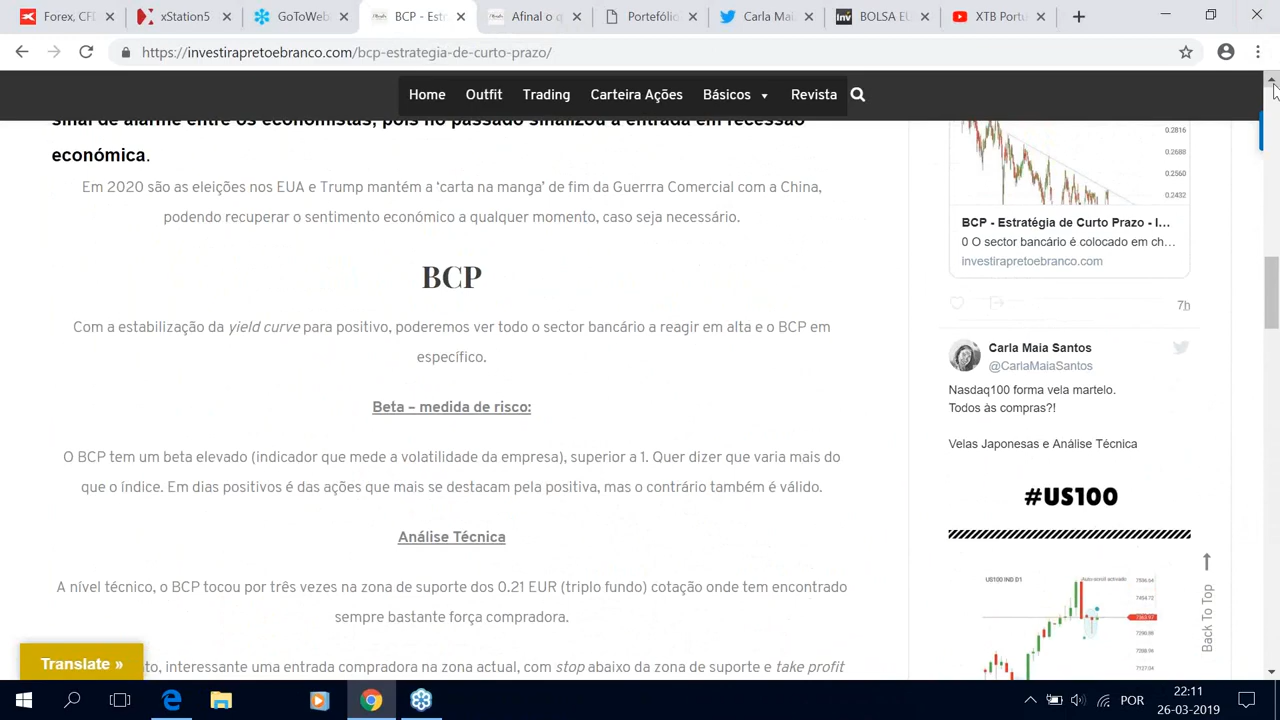 Forex, CF
xStation5
GoToWeb
BCP - Estr
Afinal o q
Portefólio
Carla Mai
BOLSA EU
XTB Portu
https://investirapretoebranco.com/bcp-estrategia-de-curto-prazo/
Home Outfit Trading Carteira Ações Básicos Revista
sinal de alarme entre os economistas, pois no passado sinalizou a entrada em recessão
económica.
Em 2020 são as eleições nos EUA e Trump mantém a ‘carta na manga’ de fim da Guerrra Comercial com a China,
podendo recuperar o sentimento económico a qualquer momento, caso seja necessário.
BCP
Com a estabilização da yield curve para positivo, poderemos ver todo o sector bancário a reagir em alta e o BCP em
específico.
Beta – medida de risco:
O BCP tem um beta elevado (indicador que mede a volatilidade da empresa), superior a 1. Quer dizer que varia mais do
que o índice. Em dias positivos é das ações que mais se destacam pela positiva, mas o contrário também é válido.
Análise Técnica
A nível técnico, o BCP tocou por três vezes na zona de suporte dos 0,21 EUR (triplo fundo) cotação onde tem encontrado
sempre bastante força compradora.
to, interessante uma entrada compradora na zona actual, com stop abaixo da zona de suporte e take profit
Translate »
0.2816
0.2688
0.2560
0.2432
BCP - Estratégia de Curto Prazo - I...
0 O sector bancário é colocado em ch...
investirapretoebranco.com
7h
Carla Maia Santos
@CarlaMaiaSantos
Nasdaq100 forma vela martelo.
Todos às compras?!
Velas Japonesas e Análise Técnica
#US100
US100 IND D1
Back To Top
POR
22:11
26-03-2019